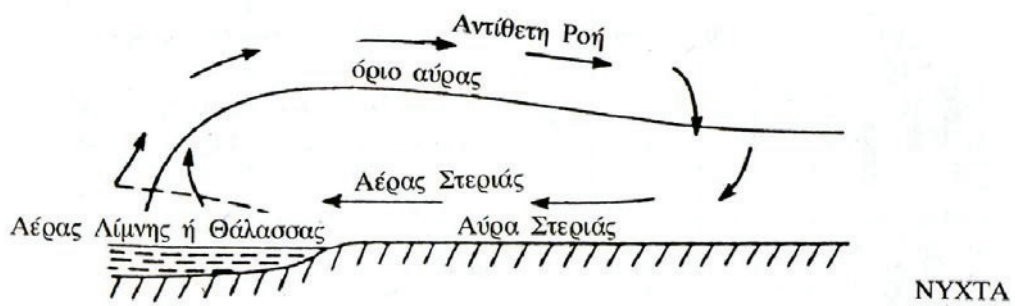 Αντίθετη Ροή
όριο αύρας
Αέρας Στεριάς
Αέρας Λίμνης ή Θάλασσας
Αύρα Στεριάς
ΝΥΧΤΑ